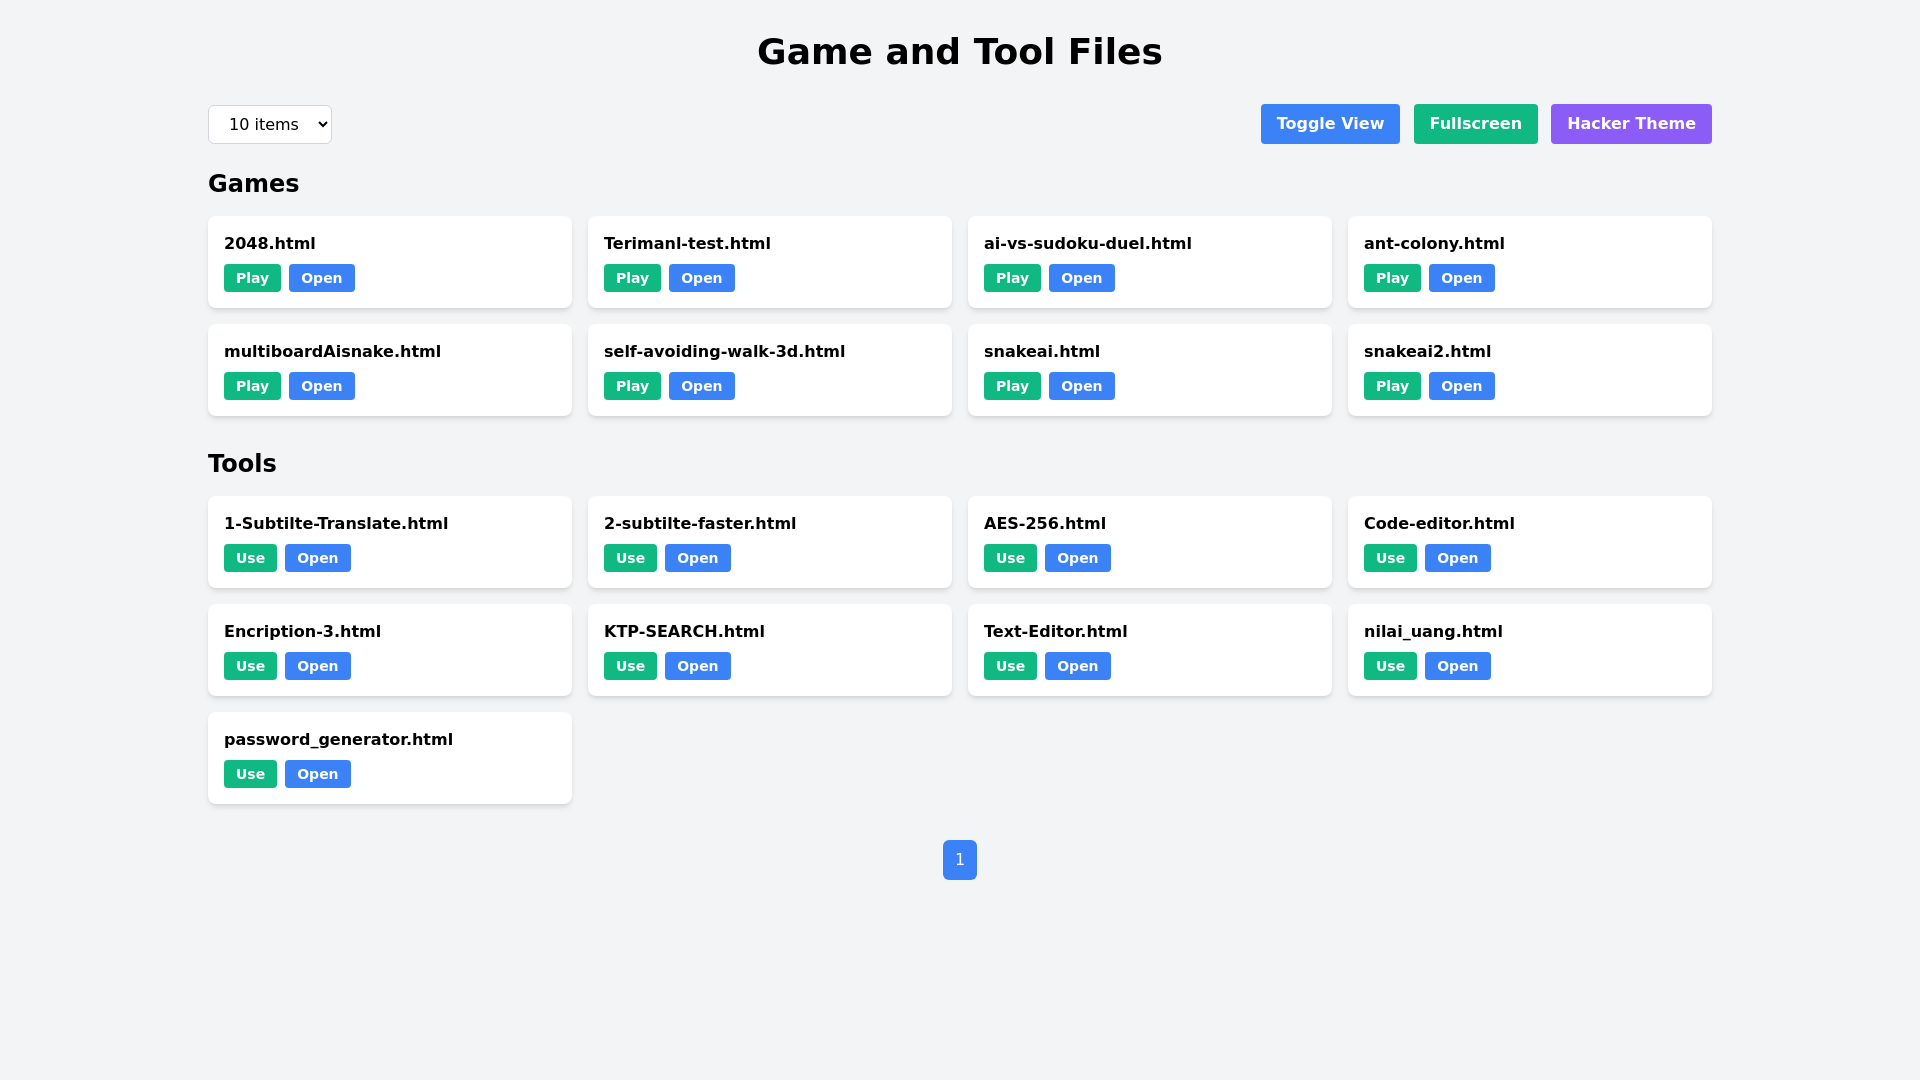 Game and Tool Files
10 items
Toggle View Fullscreen Hacker Theme
Games
2048.html Terimanl-test.html ai-vs-sudoku-duel.html ant-colony.html
Play Open Play Open Play Open Play Open
multiboardAisnake.html self-avoiding-walk-3d.html snakeai.html snakeai2.html
Play Open Play Open Play Open Play Open
Tools
1-Subtilte-Translate.html 2-subtilte-faster.html AES-256.html Code-editor.html
Use Open Use Open Use Open Use Open
Encription-3.html KTP-SEARCH.html Text-Editor.html nilai_uang.html
Use Open Use Open Use Open Use Open
password_generator.html
Use Open
1